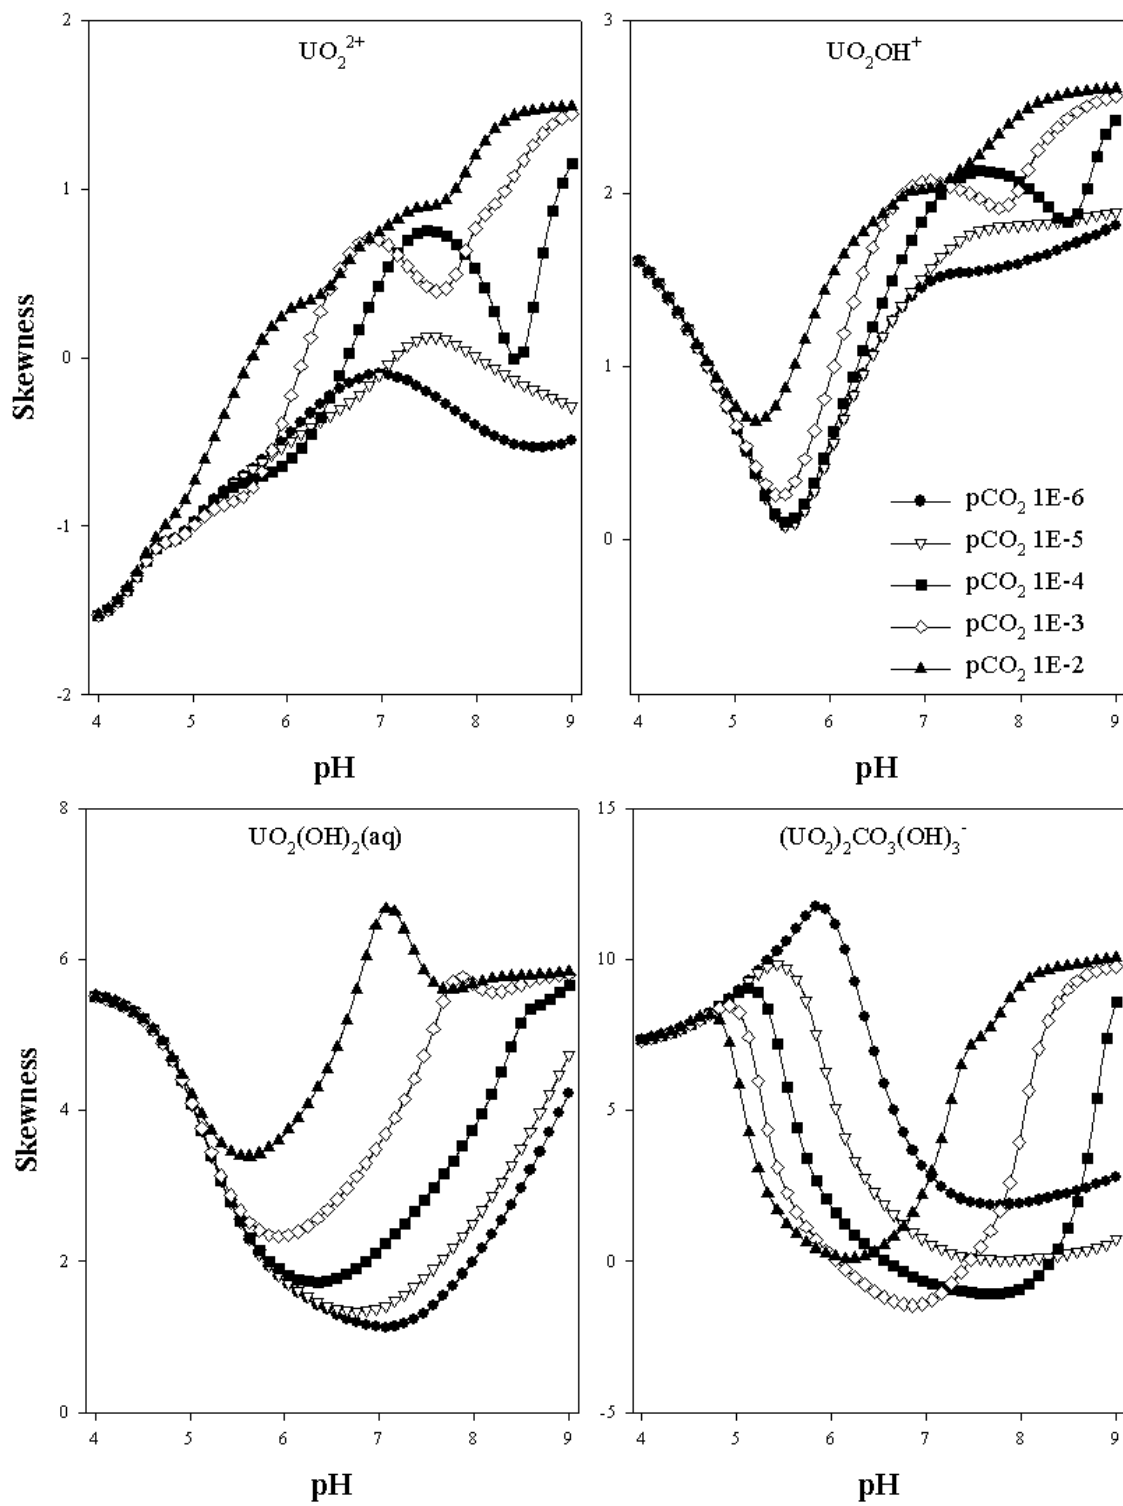 UO₂²⁺
2
1
0
-1
-2
Skewness
4 5 6 7 8 9
pH
UO₂OH⁺
3
2
1
0
pCO₂ 1E-6
pCO₂ 1E-5
pCO₂ 1E-4
pCO₂ 1E-3
pCO₂ 1E-2
4 5 6 7 8 9
pH
UO₂(OH)₂(aq)
8
6
4
2
0
Skewness
4 5 6 7 8 9
pH
(UO₂)₂CO₃(OH)₃⁻
15
10
5
0
-5
4 5 6 7 8 9
pH